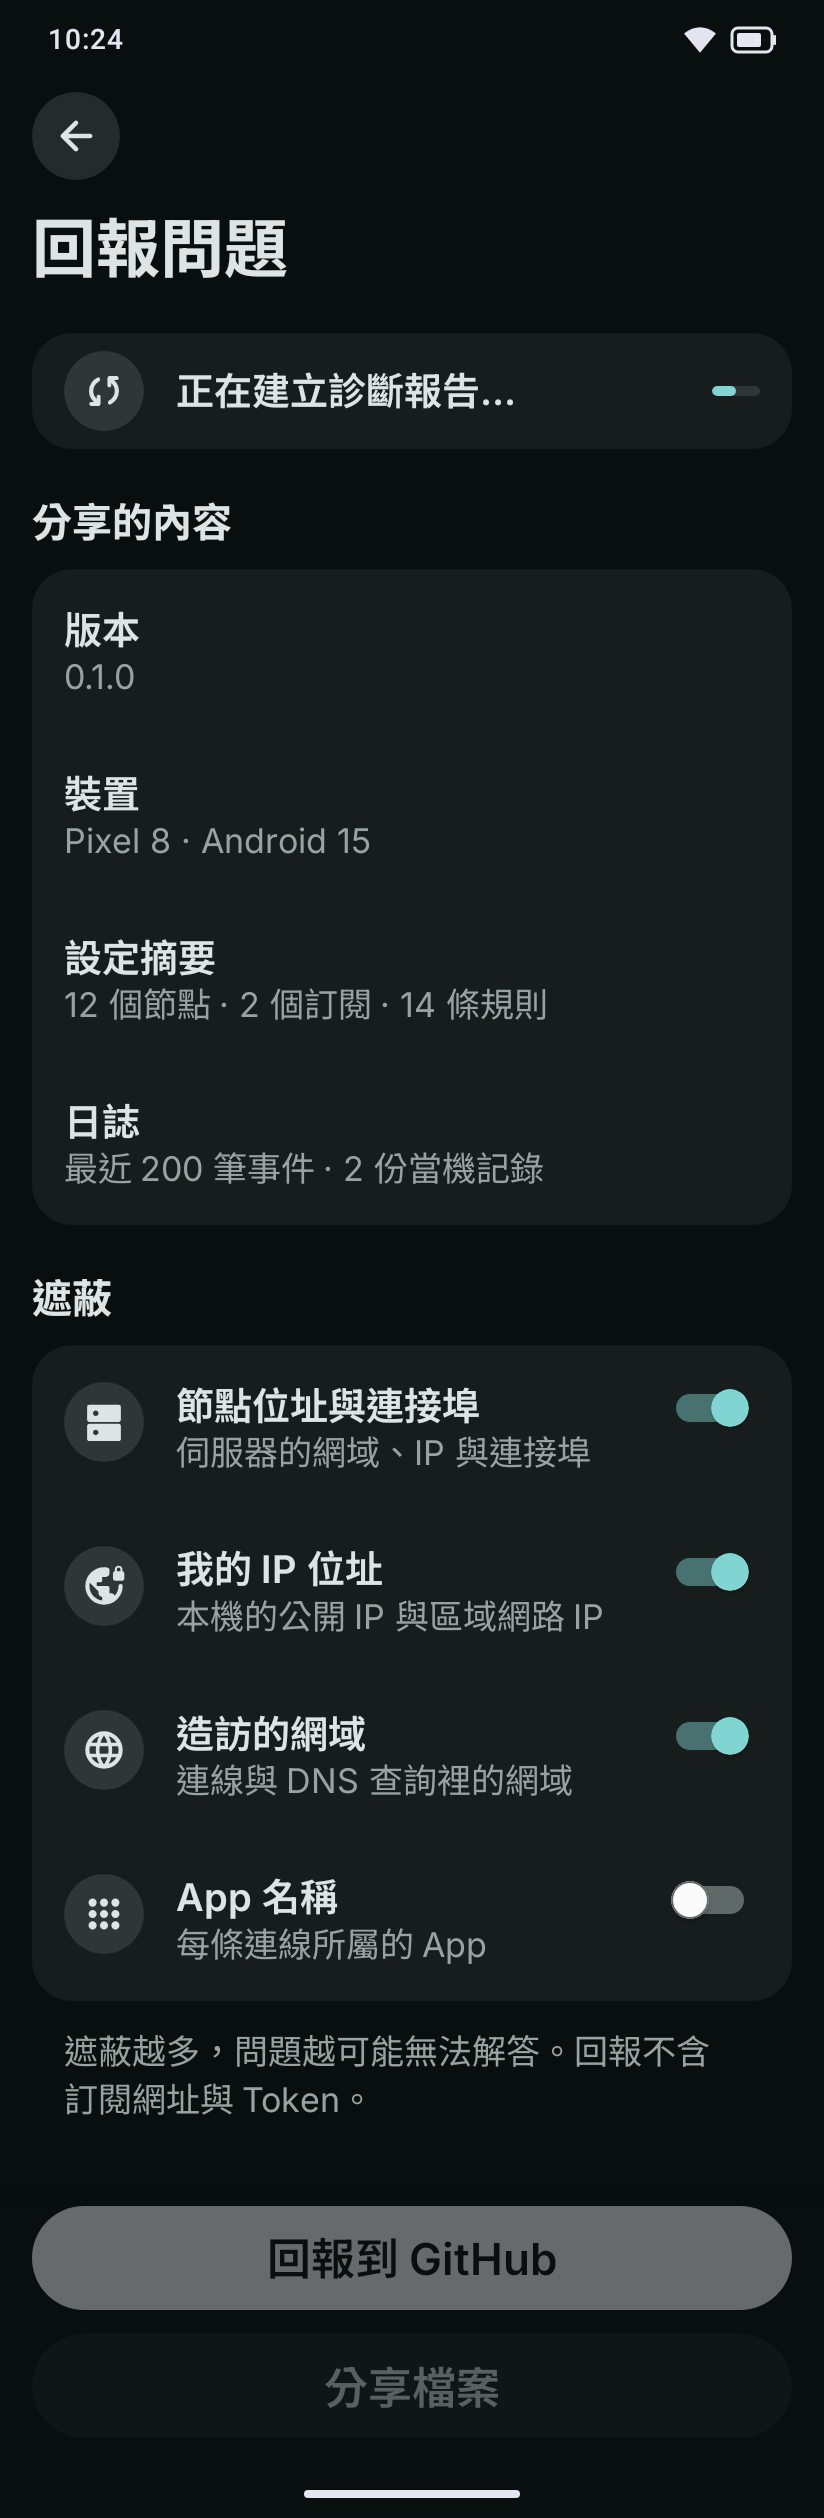 10:24
回報問題
正在建立診斷報告...
分享的內容
版本
0.1.0
裝置
Pixel 8 · Android 15
設定摘要
12 個節點 · 2 個訂閱 · 14 條規則
日誌
最近 200 筆事件 · 2 份當機記錄
遮蔽
節點位址與連接埠
伺服器的網域、IP 與連接埠
我的 IP 位址
本機的公開 IP 與區域網路 IP
造訪的網域
連線與 DNS 查詢裡的網域
App 名稱
每條連線所屬的 App
遮蔽越多，問題越可能無法解答。回報不含
訂閱網址與 Token。
回報到 GitHub
分享檔案